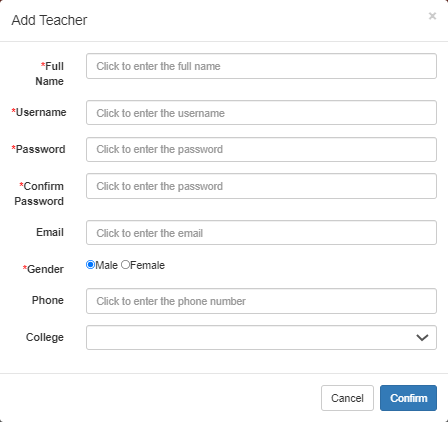 Add Teacher ×
*Full Name Click to enter the full name
*Username Click to enter the username
*Password Click to enter the password
*Confirm Password Click to enter the password
Email Click to enter the email
*Gender Male Female
Phone Click to enter the phone number
College
Cancel Confirm